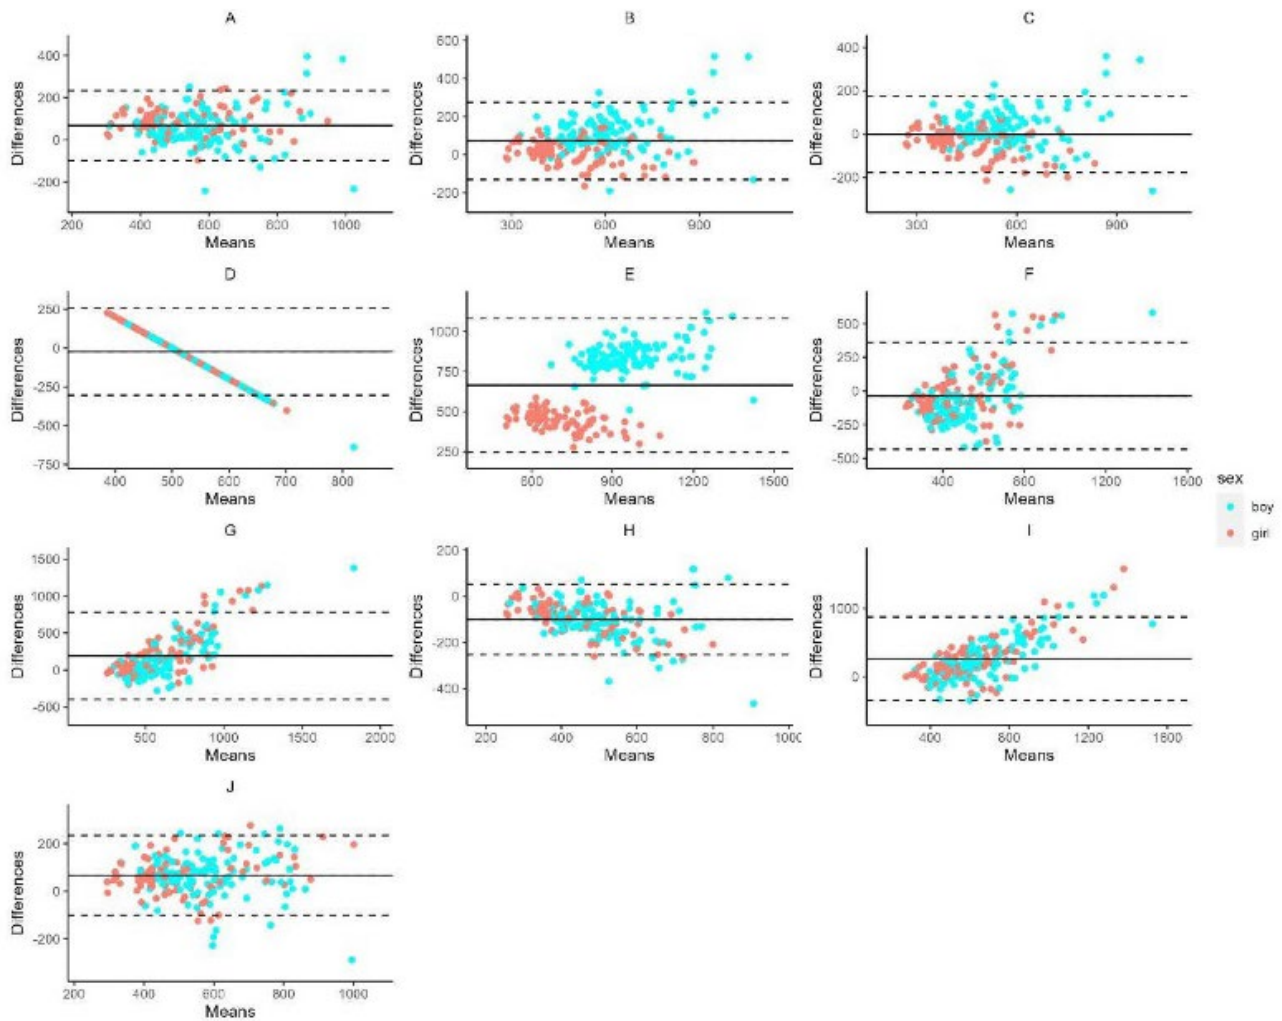 A
400
200
0
-200
Differences
200 400 600 800 1000
Means
B
600
400
200
0
-200
Differences
300 600 900
Means
C
400
200
0
-200
Differences
300 600 900
Means
D
250
0
-250
-500
-750
Differences
400 500 600 700 800
Means
E
1000
750
500
250
Differences
600 900 1200 1500
Means
F
500
250
0
-250
-500
Differences
400 800 1200 1600
Means
sex
boy
girl
G
1500
1000
500
0
-500
Differences
500 1000 1500 2000
Means
H
200
0
-200
-400
Differences
200 400 600 800 1000
Means
I
1000
0
Differences
400 800 1200 1600
Means
J
200
0
-200
Differences
200 400 600 800 1000
Means